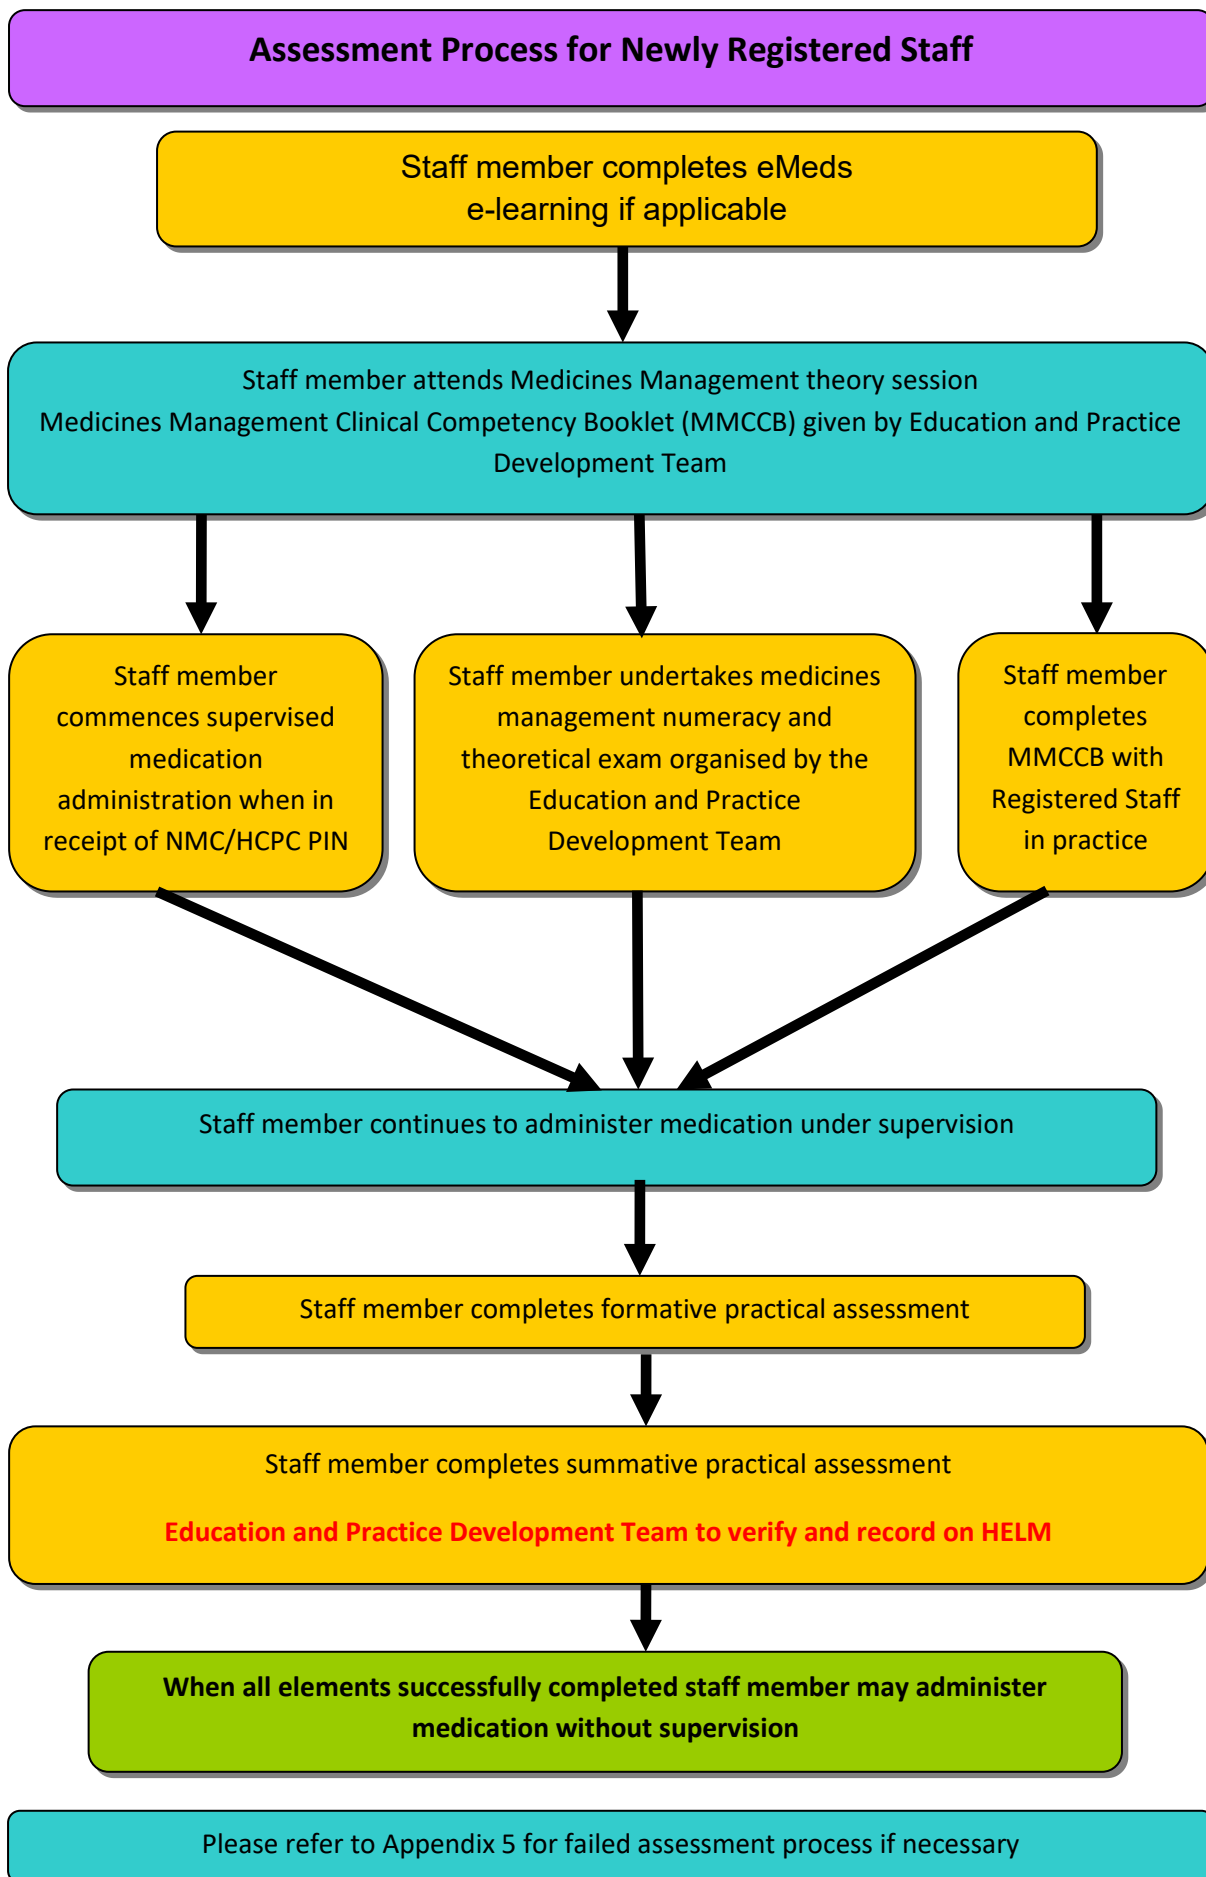 Assessment Process for Newly Registered Staff
Staff member completes eMeds
e-learning if applicable
Staff member attends Medicines Management theory session
Medicines Management Clinical Competency Booklet (MMCCB) given by Education and Practice
Development Team
Staff member
commences supervised
medication
administration when in
receipt of NMC/HCPC PIN
Staff member undertakes medicines
management numeracy and
theoretical exam organised by the
Education and Practice
Development Team
Staff member
completes
MMCCB with
Registered Staff
in practice
Staff member continues to administer medication under supervision
Staff member completes formative practical assessment
Staff member completes summative practical assessment
Education and Practice Development Team to verify and record on HELM
When all elements successfully completed staff member may administer
medication without supervision
Please refer to Appendix 5 for failed assessment process if necessary